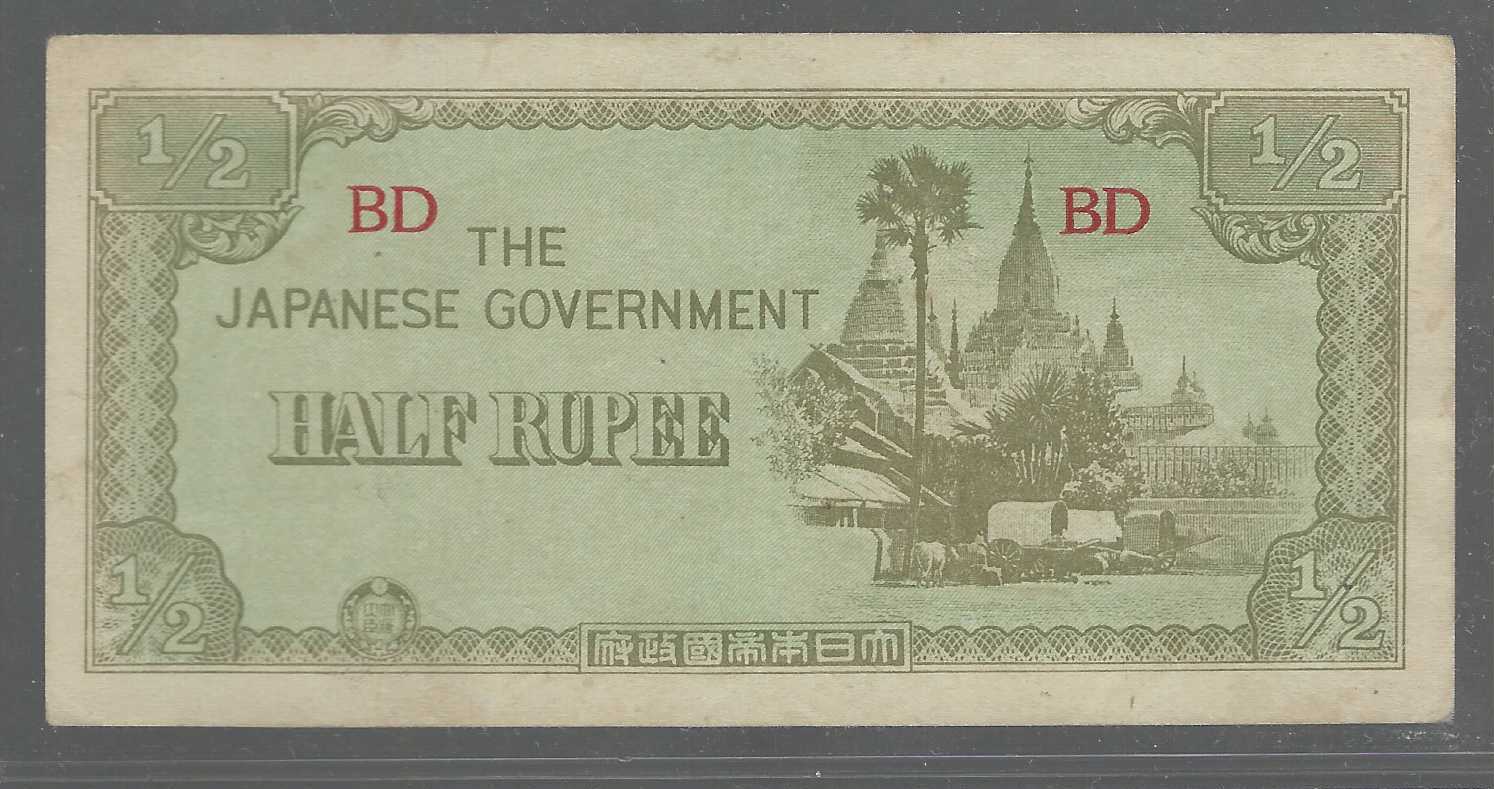 1/2 1/2
BD BD
THE
JAPANESE GOVERNMENT
HALF RUPEE
1/2 1/2
府政國帝本日大